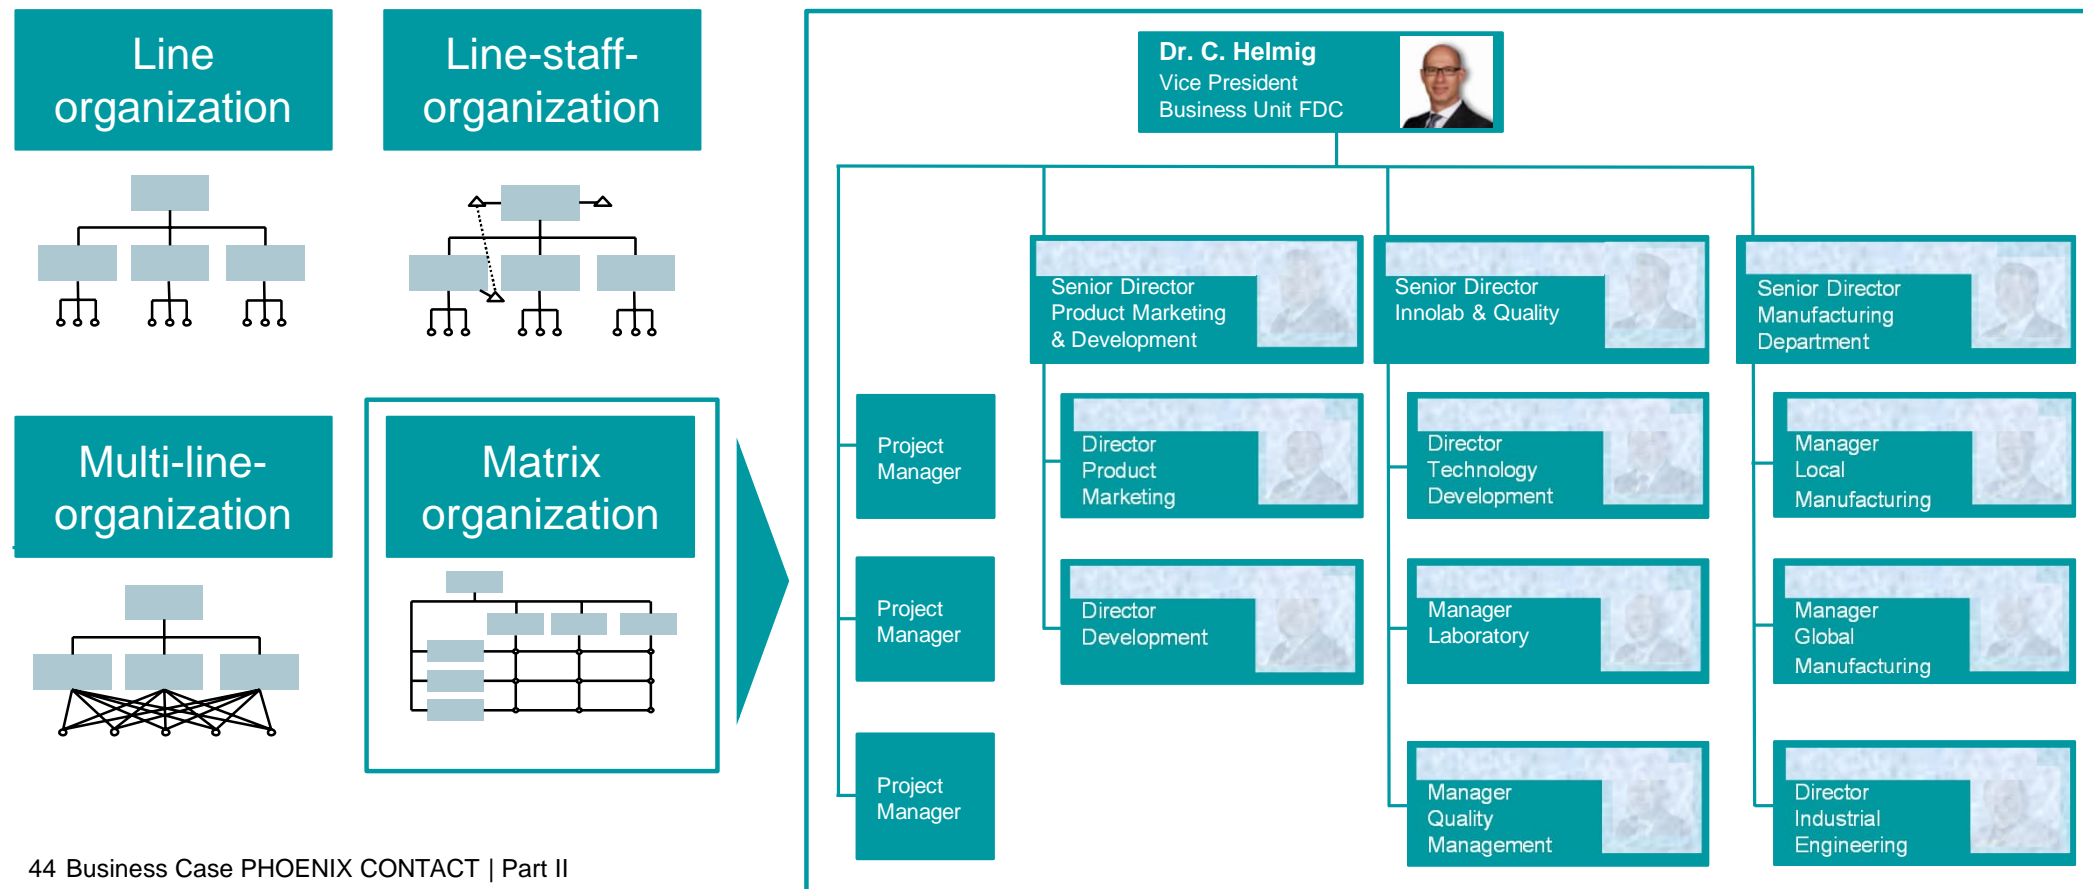 Line
organization
Line-staff-
organization
Multi-line-
organization
Matrix
organization
Dr. C. Helmig
Vice President
Business Unit FDC
Senior Director
Product Marketing
& Development
Senior Director
Innolab & Quality
Senior Director
Manufacturing
Department
Project
Manager
Director
Product
Marketing
Director
Technology
Development
Manager
Local
Manufacturing
Project
Manager
Director
Development
Manager
Laboratory
Manager
Global
Manufacturing
Project
Manager
Manager
Quality
Management
Director
Industrial
Engineering
44 Business Case PHOENIX CONTACT | Part II